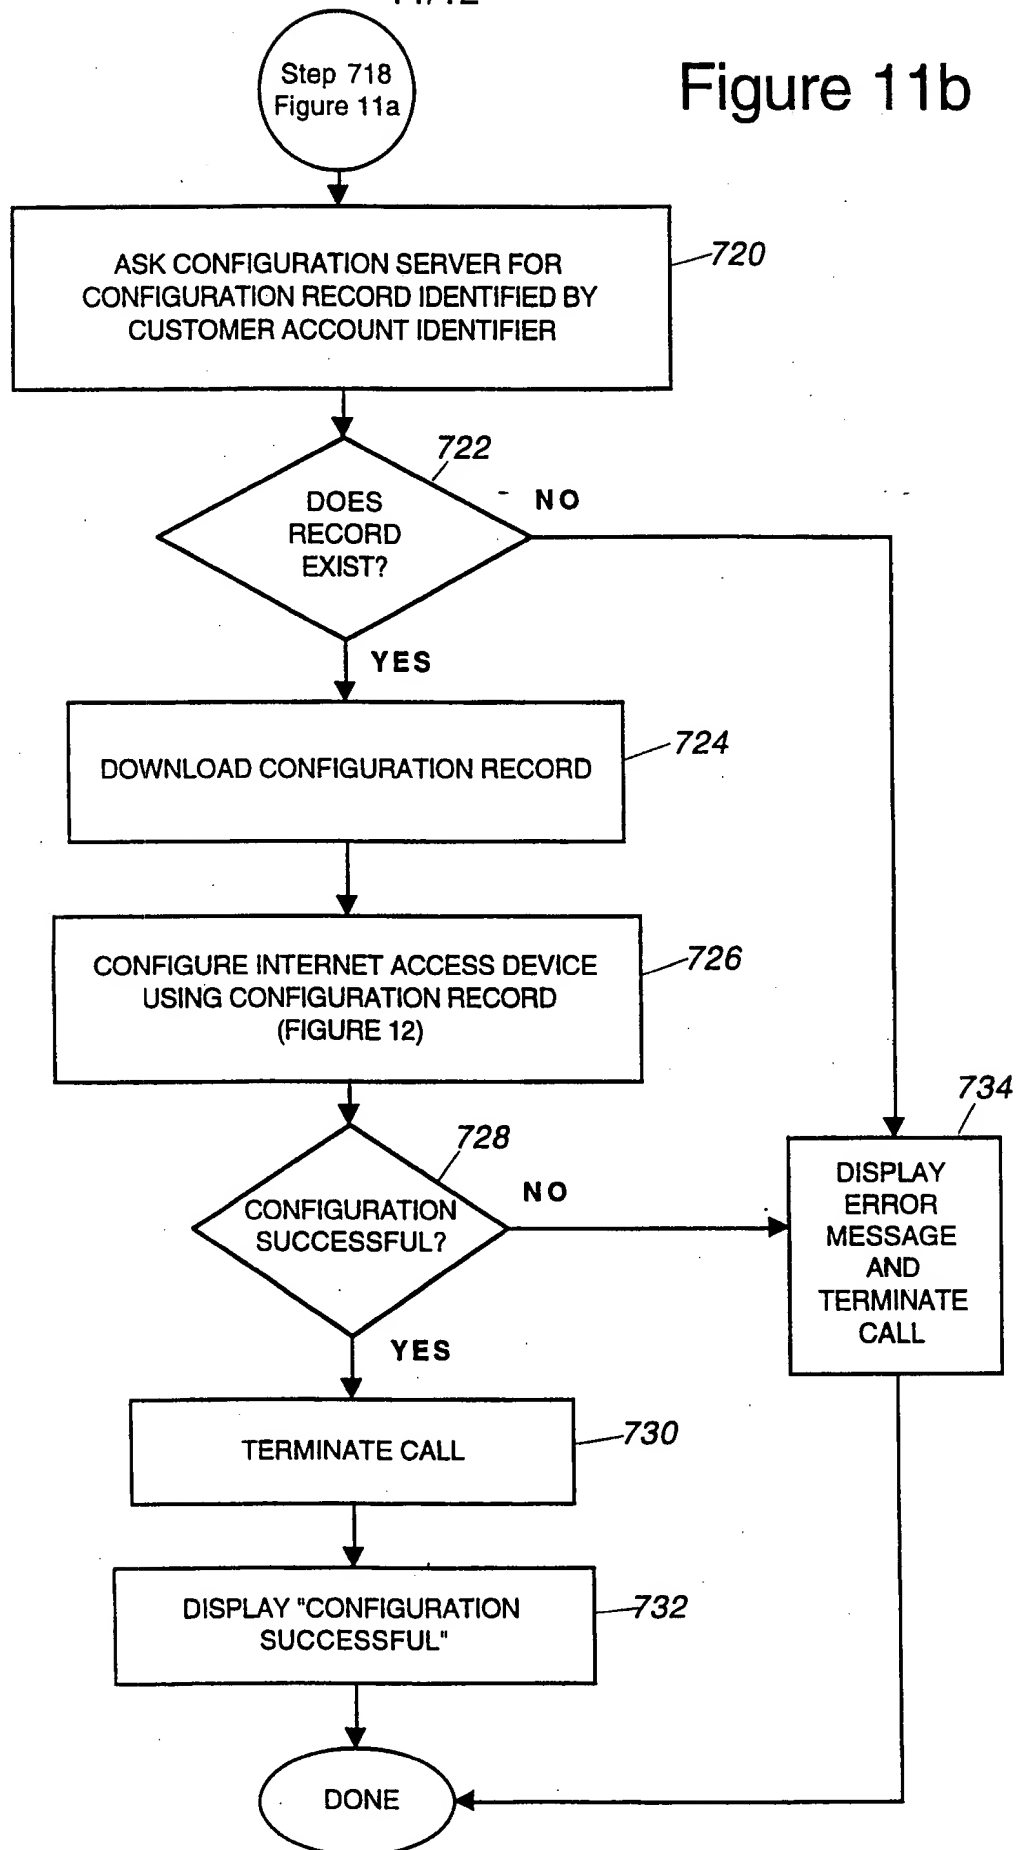 Figure 11b
Step 718
Figure 11a
ASK CONFIGURATION SERVER FOR
CONFIGURATION RECORD IDENTIFIED BY
CUSTOMER ACCOUNT IDENTIFIER
720
722
DOES
RECORD
EXIST?
NO
YES
DOWNLOAD CONFIGURATION RECORD
724
CONFIGURE INTERNET ACCESS DEVICE
USING CONFIGURATION RECORD
(FIGURE 12)
726
728
CONFIGURATION
SUCCESSFUL?
NO
734
DISPLAY
ERROR
MESSAGE
AND
TERMINATE
CALL
YES
TERMINATE CALL
730
DISPLAY "CONFIGURATION
SUCCESSFUL"
732
DONE